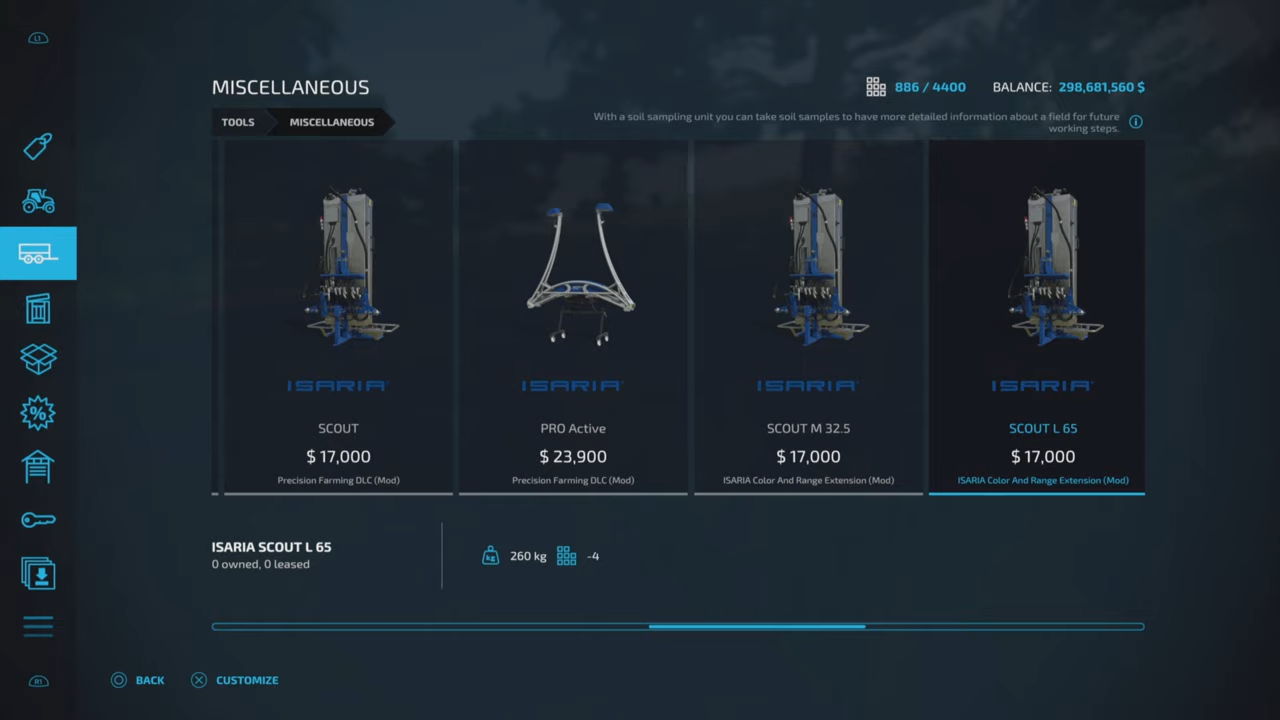 L1
MISCELLANEOUS
886 / 4400
BALANCE: 298,681,560 $
TOOLS
MISCELLANEOUS
With a soil sampling unit you can take soil samples to have more detailed information about a field for future
working steps.
ISARIA
SCOUT
$ 17,000
Precision Farming DLC (Mod)
ISARIA
PRO Active
$ 23,900
Precision Farming DLC (Mod)
ISARIA
SCOUT M 32.5
$ 17,000
ISARIA Color And Range Extension (Mod)
ISARIA
SCOUT L 65
$ 17,000
ISARIA Color And Range Extension (Mod)
ISARIA SCOUT L 65
0 owned, 0 leased
kg
260 kg
-4
R1
BACK
CUSTOMIZE